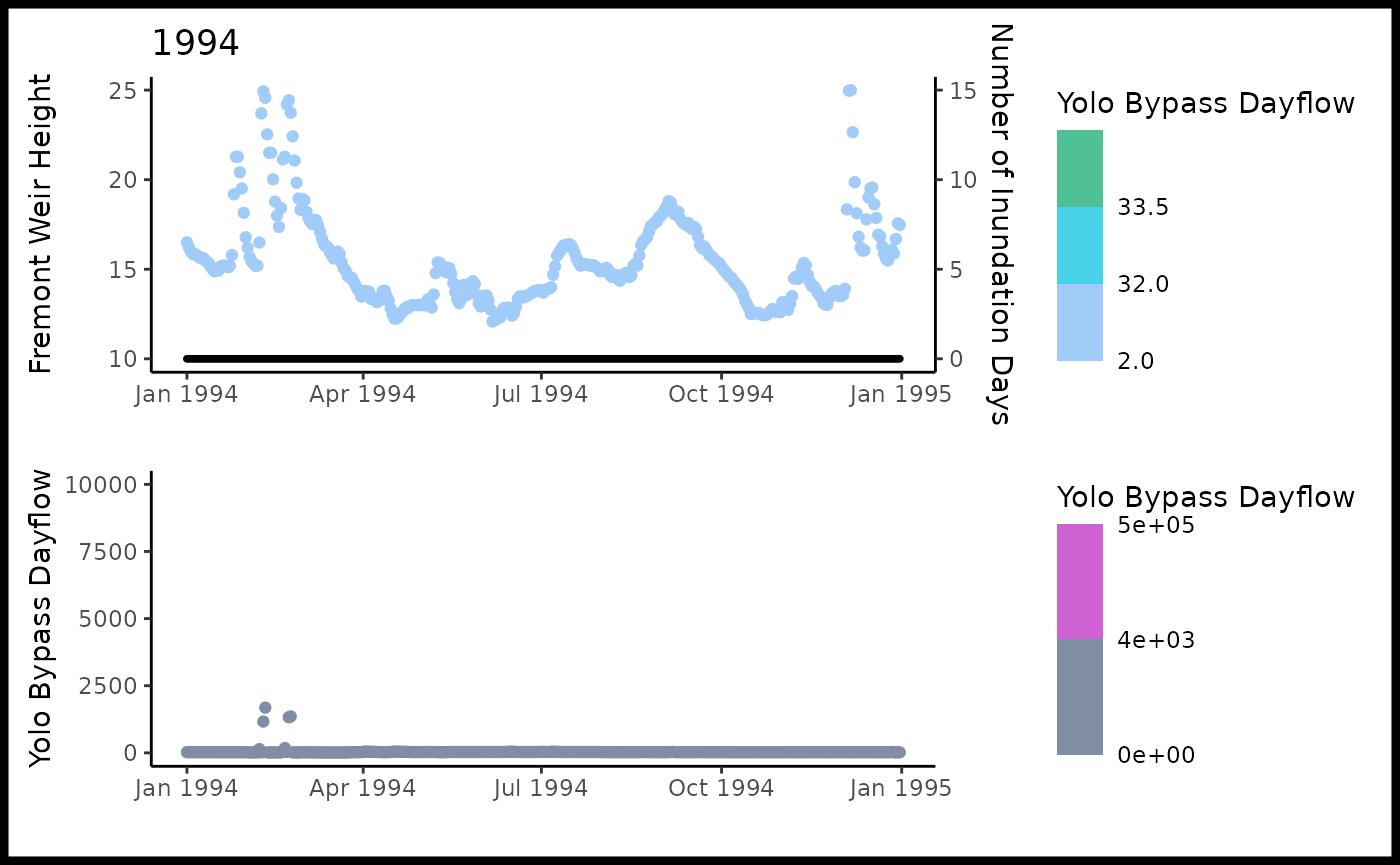 1994
Fremont Weir Height
25
20
15
10
15
10
5
0
Number of Inundation Days
Jan 1994
Apr 1994
Jul 1994
Oct 1994
Jan 1995
Yolo Bypass Dayflow
33.5
32.0
2.0
Yolo Bypass Dayflow
10000
7500
5000
2500
0
Jan 1994
Apr 1994
Jul 1994
Oct 1994
Jan 1995
Yolo Bypass Dayflow
5e+05
4e+03
0e+00